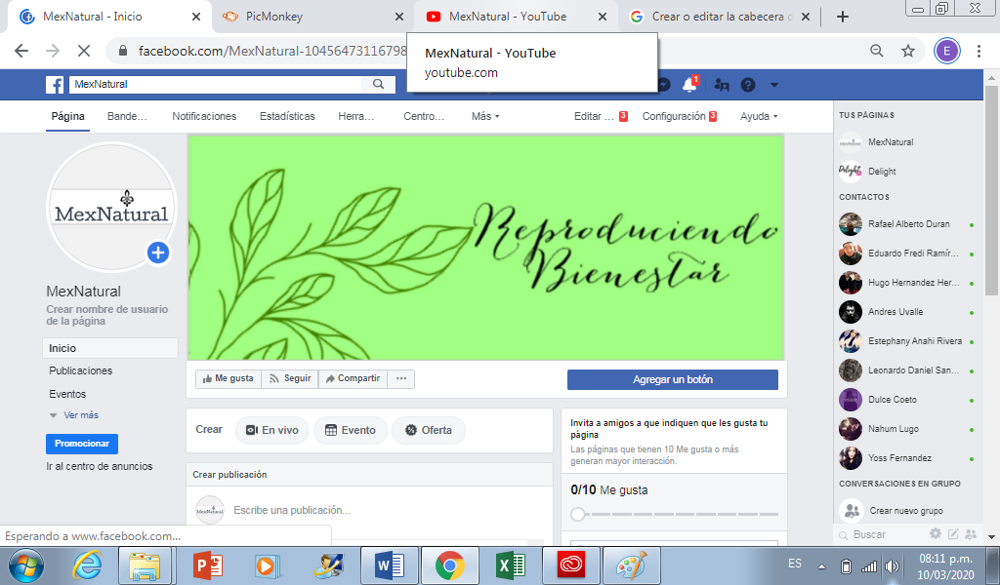 MexNatural - Inicio
PicMonkey
MexNatural - YouTube
Crear o editar la cabecera
facebook.com/MexNatural-10456473116798
E
MexNatural - YouTube
youtube.com
MexNatural
1
Página
Bande...
Notificaciones
Estadísticas
Herra...
Centro...
Más
Editar ... 3
Configuración 3
Ayuda
MexNatural
Reproduciendo
Bienestar
MexNatural
Crear nombre de usuario
de la página
Inicio
Publicaciones
Eventos
Ver más
Promocionar
Ir al centro de anuncios
Me gusta
Seguir
Compartir
Agregar un botón
Crear
En vivo
Evento
Oferta
Crear publicación
MexNatural
Escribe una publicación...
Invita a amigos a que indiquen que les gusta tu
página
Las páginas que tienen 10 Me gusta o más
generan mayor interacción.
0/10 Me gusta
TUS PÁGINAS
MexNatural
Delight
Delight
CONTACTOS
Rafael Alberto Duran
Eduardo Fredi Ramír...
Hugo Hernandez Her...
Andres Uvalle
Estephany Anahi Rivera
Leonardo Daniel San...
Dulce Coeto
Nahum Lugo
Yoss Fernandez
CONVERSACIONES EN GRUPO
Crear nuevo grupo
Buscar
Esperando a www.facebook.com...
ES
08:11 p.m.
10/03/2020